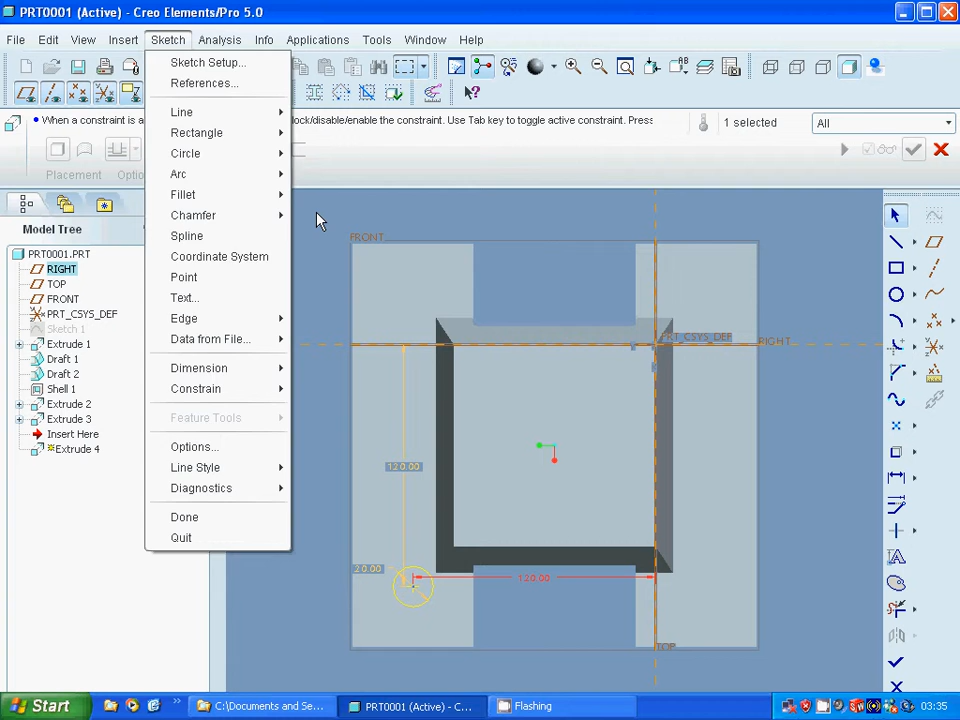 PRT0001 (Active) - Creo Elements/Pro 5.0
File Edit View Insert Sketch Analysis Info Applications Tools Window Help
Sketch Setup...
References...
Line
Rectangle
Circle
Arc
Fillet
Chamfer
Spline
Coordinate System
Point
Text...
Edge
Data from File...
Dimension
Constrain
Feature Tools
Options...
Line Style
Diagnostics
Done
Quit
When a constraint is a
lock/disable/enable the constraint. Use Tab key to toggle active constraint. Press
1 selected
All
Placement
Optio
Model Tree
PRT0001.PRT
RIGHT
TOP
FRONT
PRT_CSYS_DEF
Sketch 1
Extrude 1
Draft 1
Draft 2
Shell 1
Extrude 2
Extrude 3
Insert Here
Extrude 4
FRONT
PRT_CSYS_DEF
RIGHT
120.00
20.00
120.00
TOP
Start
C:\Documents and Se...
PRT0001 (Active) - C...
Flashing
03:35